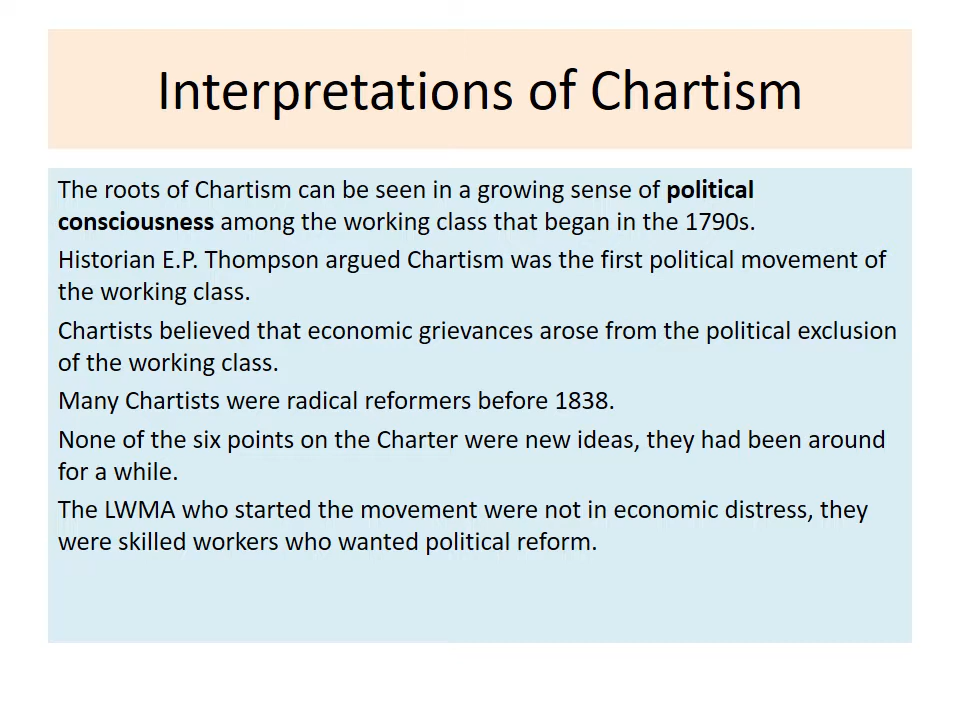 Interpretations of Chartism
The roots of Chartism can be seen in a growing sense of political
consciousness among the working class that began in the 1790s.
Historian E.P. Thompson argued Chartism was the first political movement of
the working class.
Chartists believed that economic grievances arose from the political exclusion
of the working class.
Many Chartists were radical reformers before 1838.
None of the six points on the Charter were new ideas, they had been around
for a while.
The LWMA who started the movement were not in economic distress, they
were skilled workers who wanted political reform.